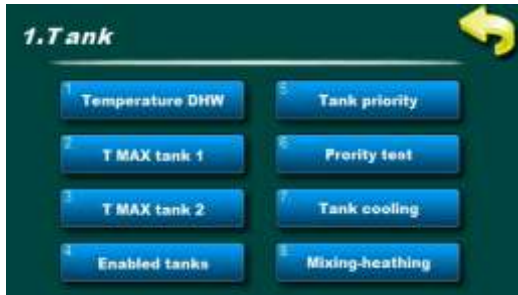 1.Tank
1 Temperature DHW
2 T MAX tank 1
3 T MAX tank 2
4 Enabled tanks
5 Tank priority
6 Prority test
7 Tank cooling
8 Mixing-heathing